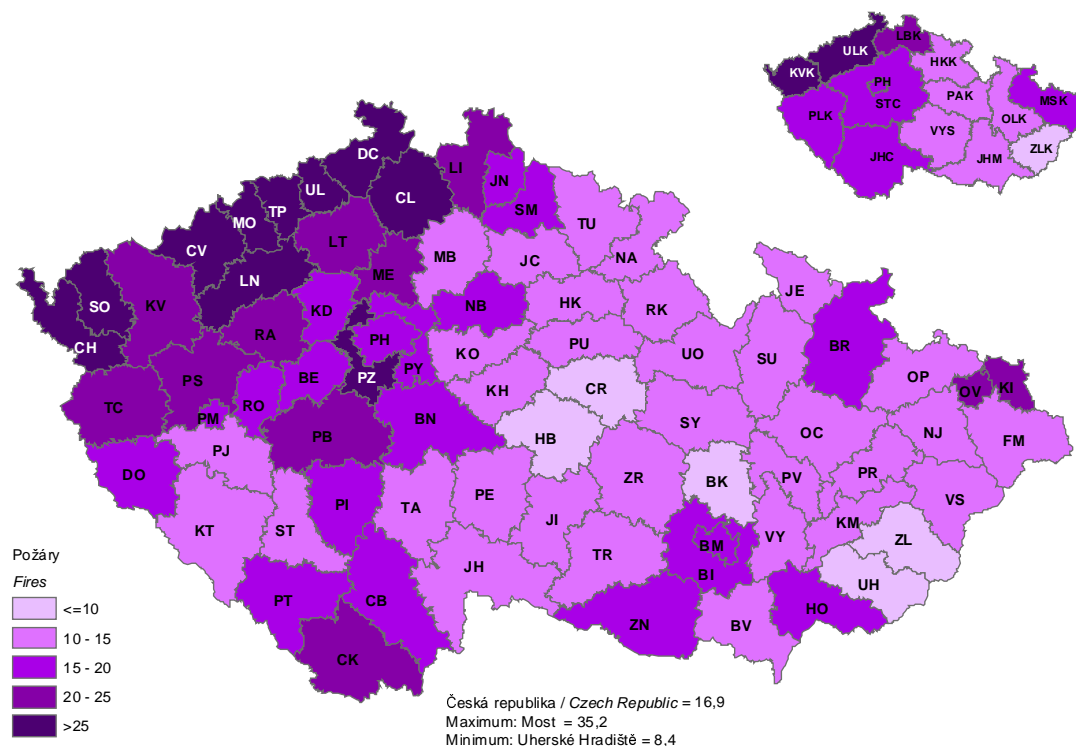 ULK LBK
KVK HKK
PH
PLK STC PAK MSK
VYS OLK
JHC JHM ZLK
DC
LI JN
UL CL SM
MO TP TU
CV LT MB JC NA
LN ME JE
SO KV KD NB HK RK
CH RA PH KO PU UO SU BR
PS BE PZ PY KH CR OP OV KI
TC PM RO PB BN HB SY OC NJ FM
DO PJ PI TA PE ZR BK PV PR VS
KT ST JI VY KM ZL
JH TR BM BI UH
PT CB ZN BV HO
CK
Požáry
Fires
<=10
10 - 15
15 - 20
20 - 25
>25
Česká republika / Czech Republic = 16,9
Maximum: Most = 35,2
Minimum: Uherské Hradiště = 8,4